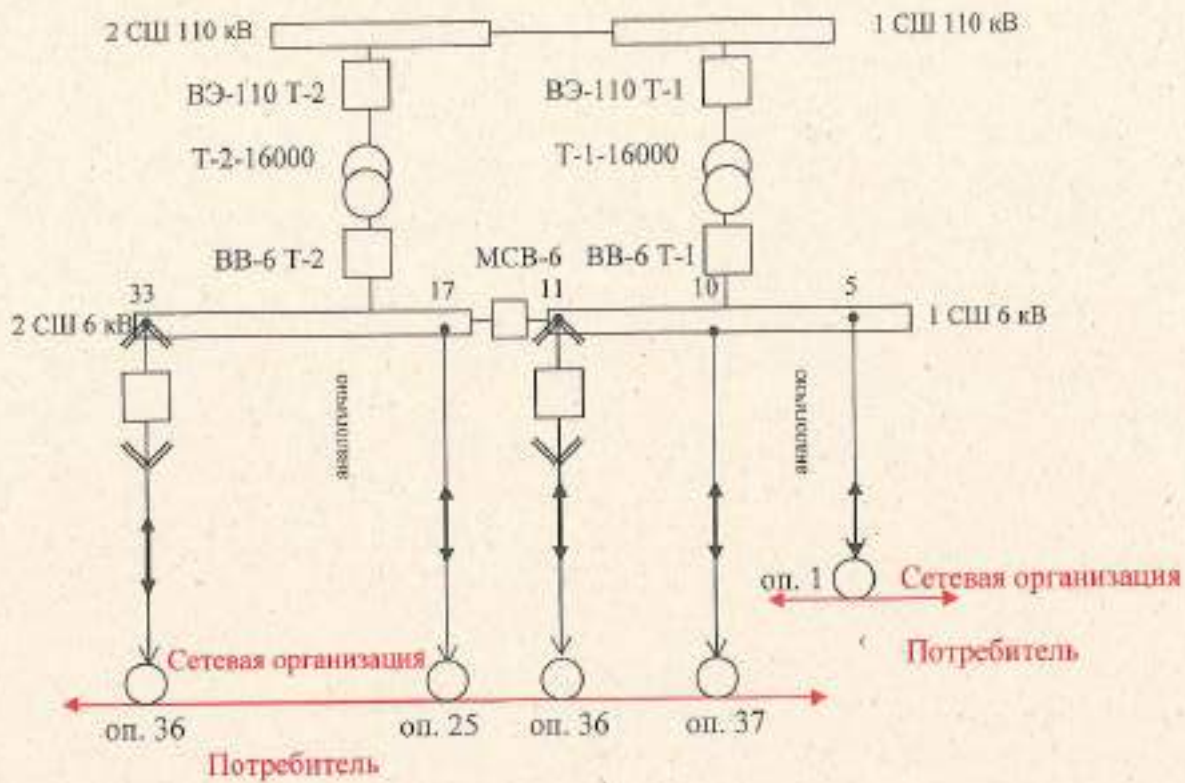 2 СШ 110 кВ
1 СШ 110 кВ
ВЭ-110 Т-2
ВЭ-110 Т-1
Т-2-16000
Т-1-16000
ВВ-6 Т-2
МСВ-6
ВВ-6 Т-1
33
17
11
10
5
2 СШ 6 кВ
1 СШ 6 кВ
оп. 1
Сетевая организация
Потребитель
Сетевая организация
оп. 36
оп. 25
оп. 36
оп. 37
Потребитель